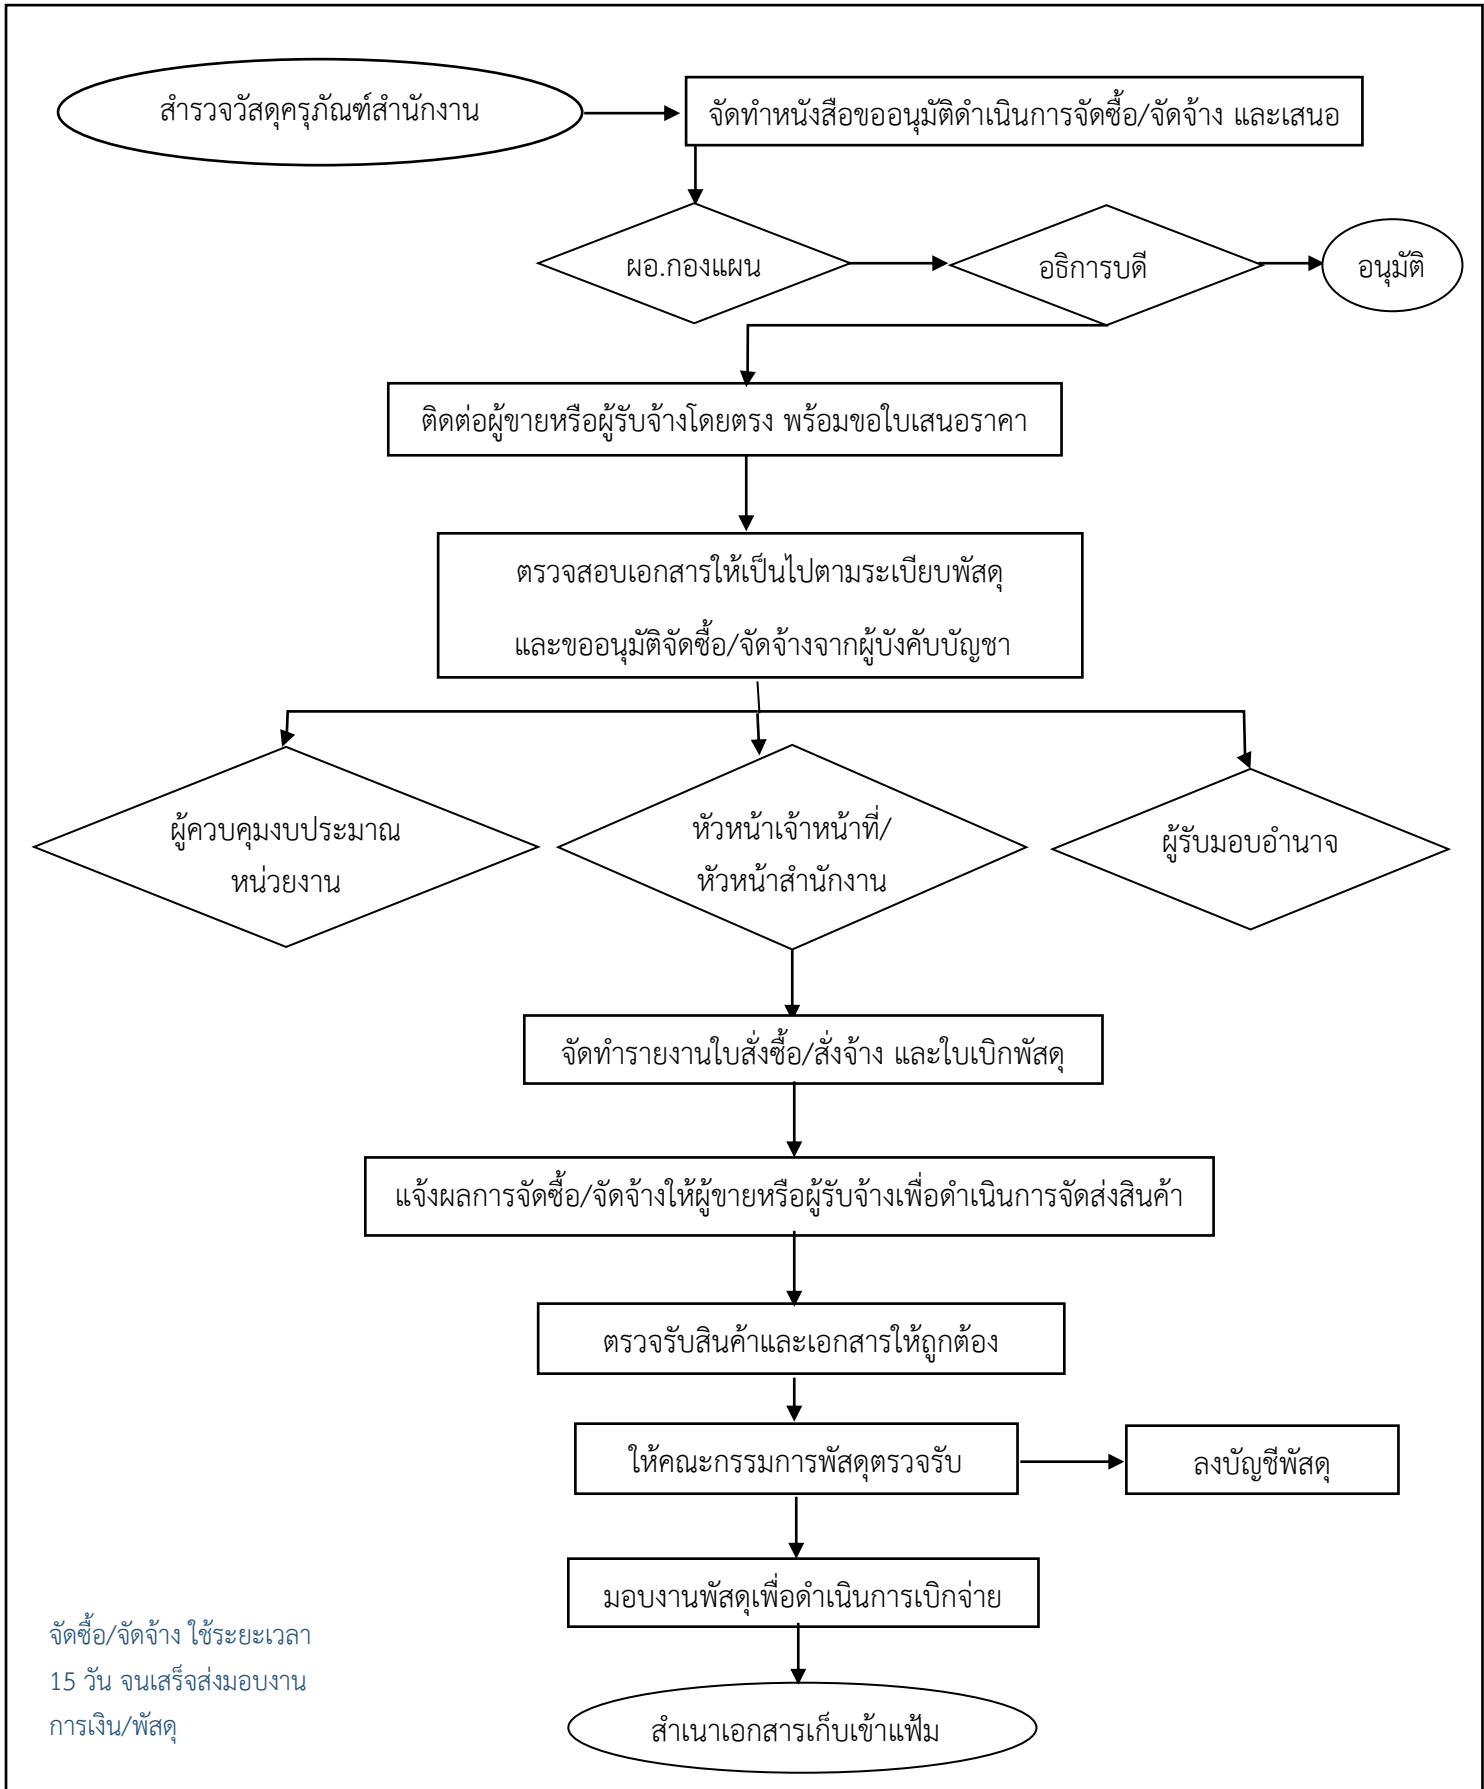 สำรวจวัสดุครุภัณฑ์สำนักงาน
จัดทำหนังสือขออนุมัติดำเนินการจัดซื้อ/จัดจ้าง และเสนอ
ผอ.กองแผน
อธิการบดี
อนุมัติ
ติดต่อผู้ขายหรือผู้รับจ้างโดยตรง พร้อมขอใบเสนอราคา
ตรวจสอบเอกสารให้เป็นไปตามระเบียบพัสดุ
และขออนุมัติจัดซื้อ/จัดจ้างจากผู้บังคับบัญชา
ผู้ควบคุมงบประมาณ
หน่วยงาน
หัวหน้าเจ้าหน้าที่/
หัวหน้าสำนักงาน
ผู้รับมอบอำนาจ
จัดทำรายงานใบสั่งซื้อ/สั่งจ้าง และใบเบิกพัสดุ
แจ้งผลการจัดซื้อ/จัดจ้างให้ผู้ขายหรือผู้รับจ้างเพื่อดำเนินการจัดส่งสินค้า
ตรวจรับสินค้าและเอกสารให้ถูกต้อง
ให้คณะกรรมการพัสดุตรวจรับ
ลงบัญชีพัสดุ
มอบงานพัสดุเพื่อดำเนินการเบิกจ่าย
จัดซื้อ/จัดจ้าง ใช้ระยะเวลา
15 วัน จนเสร็จส่งมอบงาน
การเงิน/พัสดุ
สำเนาเอกสารเก็บเข้าแฟ้ม